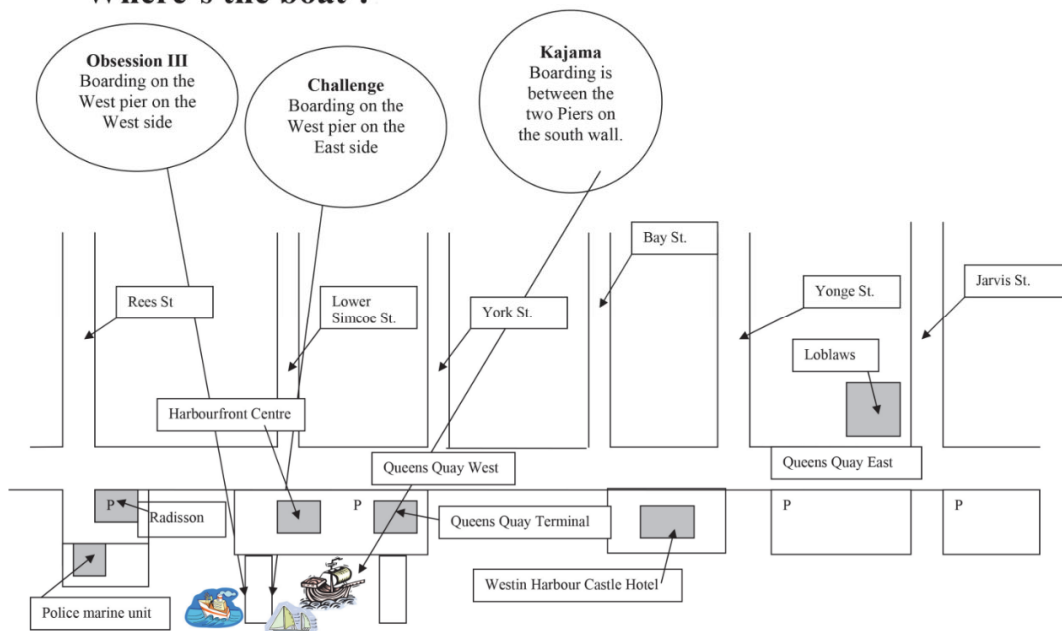 Where's the boat ??
Obsession III
Boarding on the
West pier on the
West side
Challenge
Boarding on the
West pier on the
East side
Kajama
Boarding is
between the
two Piers on
the south wall.
Bay St.
Rees St
Lower
Simcoe St.
York St.
Yonge St.
Jarvis St.
Loblaws
Harbourfront Centre
Queens Quay West
Queens Quay East
P
Radisson
P
Queens Quay Terminal
P
P
Police marine unit
Westin Harbour Castle Hotel